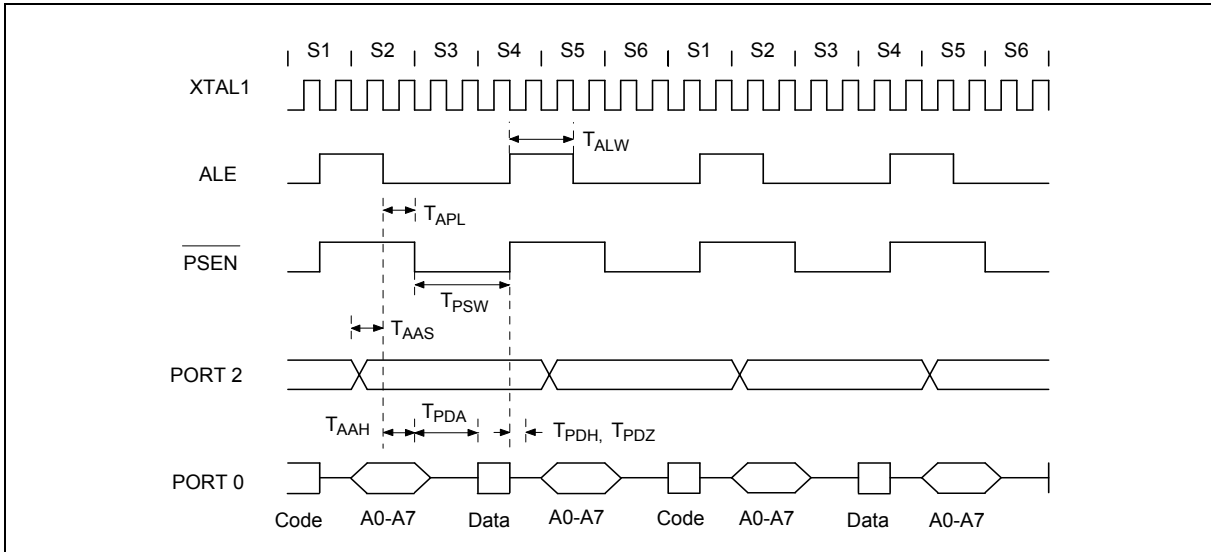 S1 S2 S3 S4 S5 S6 S1 S2 S3 S4 S5 S6
XTAL1
TALW
ALE
TAPL
PSEN
TPSW
TAAS
PORT 2
TAAH TPDA TPDH, TPDZ
PORT 0
Code A0-A7 Data A0-A7 Code A0-A7 Data A0-A7